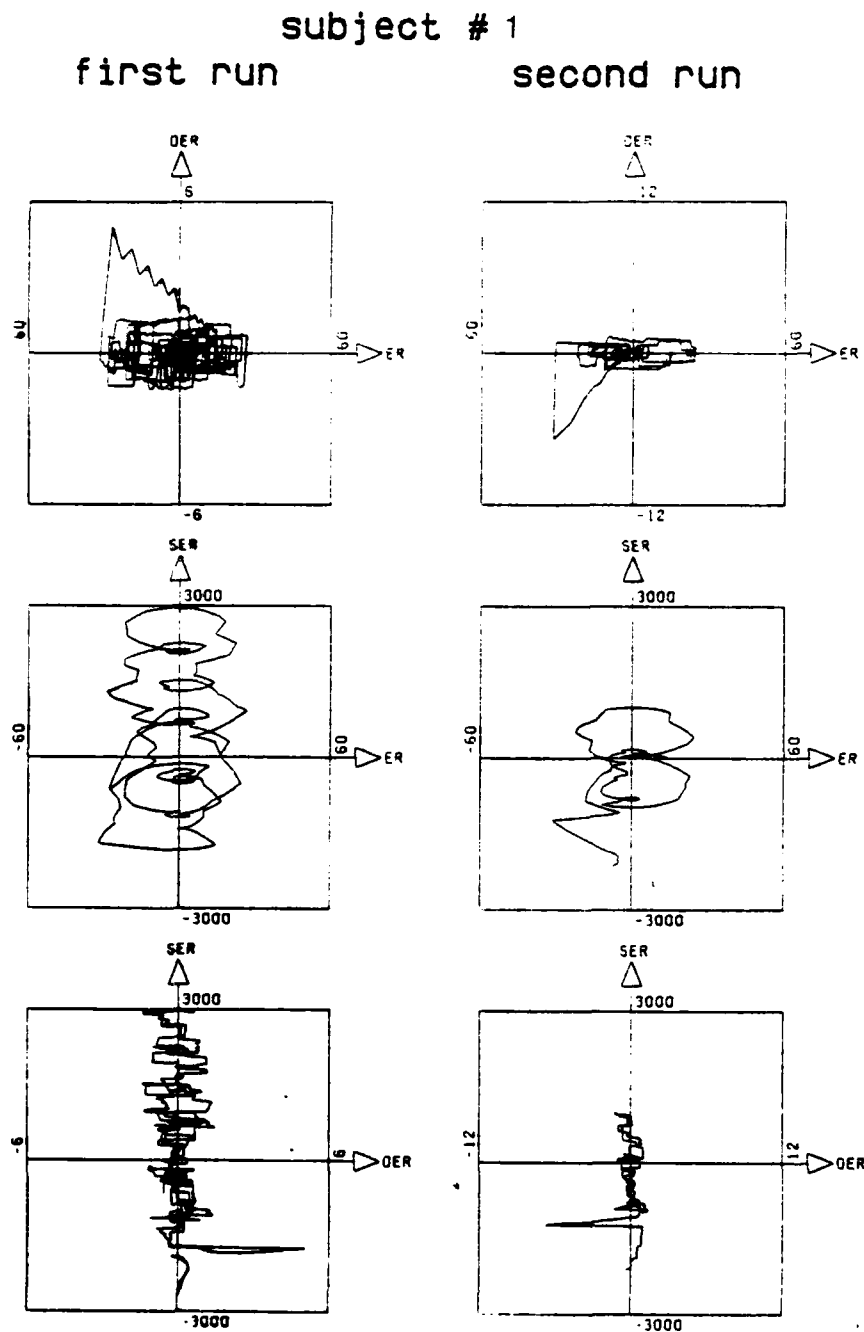 subject # 1
first run second run
OER OER
6 12
60 60 ER 60 60 ER
-6 -12
SER SER
3000 3000
-60 60 ER -60 60 ER
-3000 -3000
SER SER
3000 3000
-6 6 OER -12 12 OER
-3000 -3000